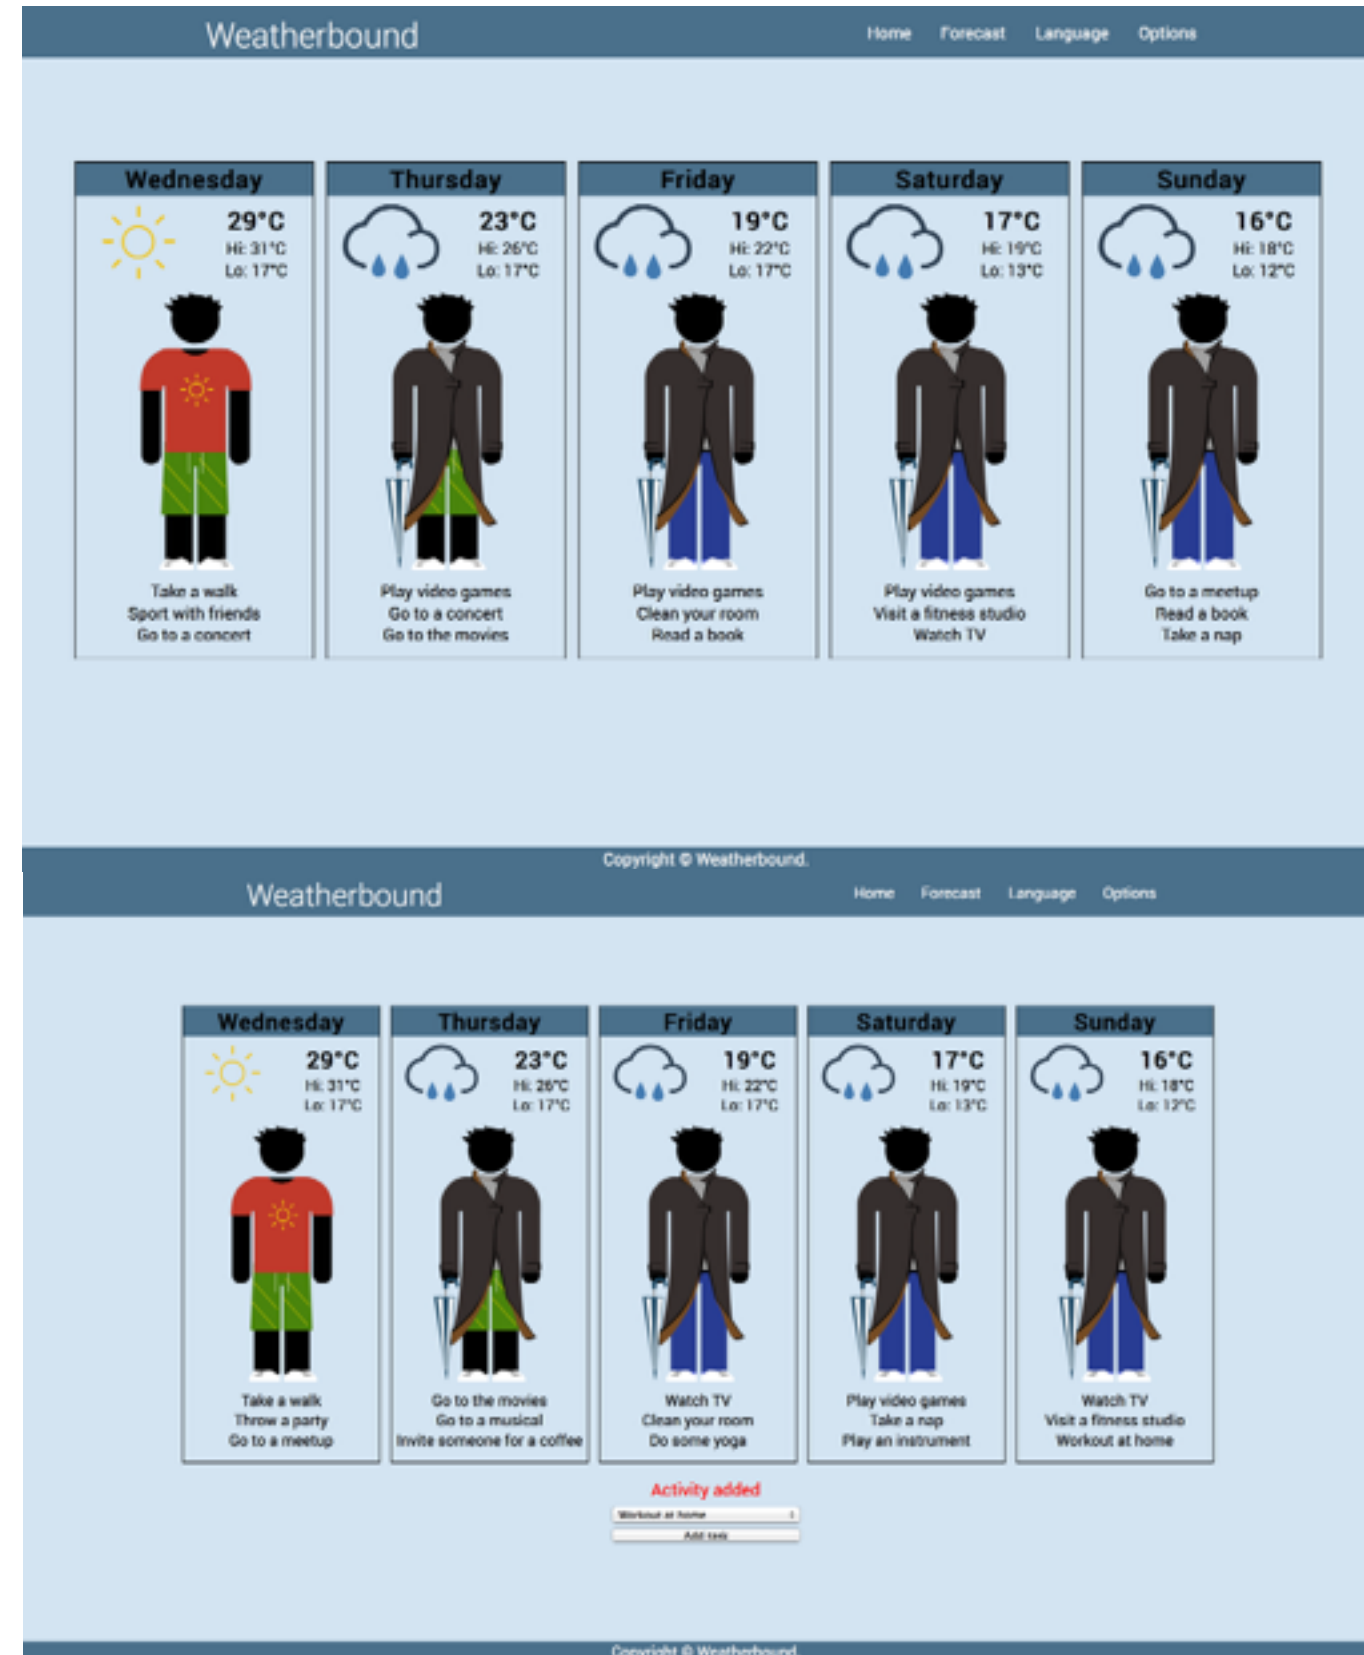 Weatherbound
Home Forecast Language Options
Wednesday
29°C
Hi: 31°C
Lo: 17°C
Take a walk
Sport with friends
Go to a concert
Thursday
23°C
Hi: 26°C
Lo: 17°C
Play video games
Go to a concert
Go to the movies
Friday
19°C
Hi: 22°C
Lo: 17°C
Play video games
Clean your room
Read a book
Saturday
17°C
Hi: 19°C
Lo: 13°C
Play video games
Visit a fitness studio
Watch TV
Sunday
16°C
Hi: 18°C
Lo: 12°C
Go to a meetup
Read a book
Take a nap
Copyright © Weatherbound.
Weatherbound
Home Forecast Language Options
Wednesday
29°C
Hi: 31°C
Lo: 17°C
Take a walk
Throw a party
Go to a meetup
Thursday
23°C
Hi: 26°C
Lo: 17°C
Go to the movies
Go to a musical
Invite someone for a coffee
Friday
19°C
Hi: 22°C
Lo: 17°C
Watch TV
Clean your room
Do some yoga
Saturday
17°C
Hi: 19°C
Lo: 13°C
Play video games
Take a nap
Play an instrument
Sunday
16°C
Hi: 18°C
Lo: 12°C
Watch TV
Visit a fitness studio
Workout at home
Activity added
Workout at home
Add task
Copyright © Weatherbound